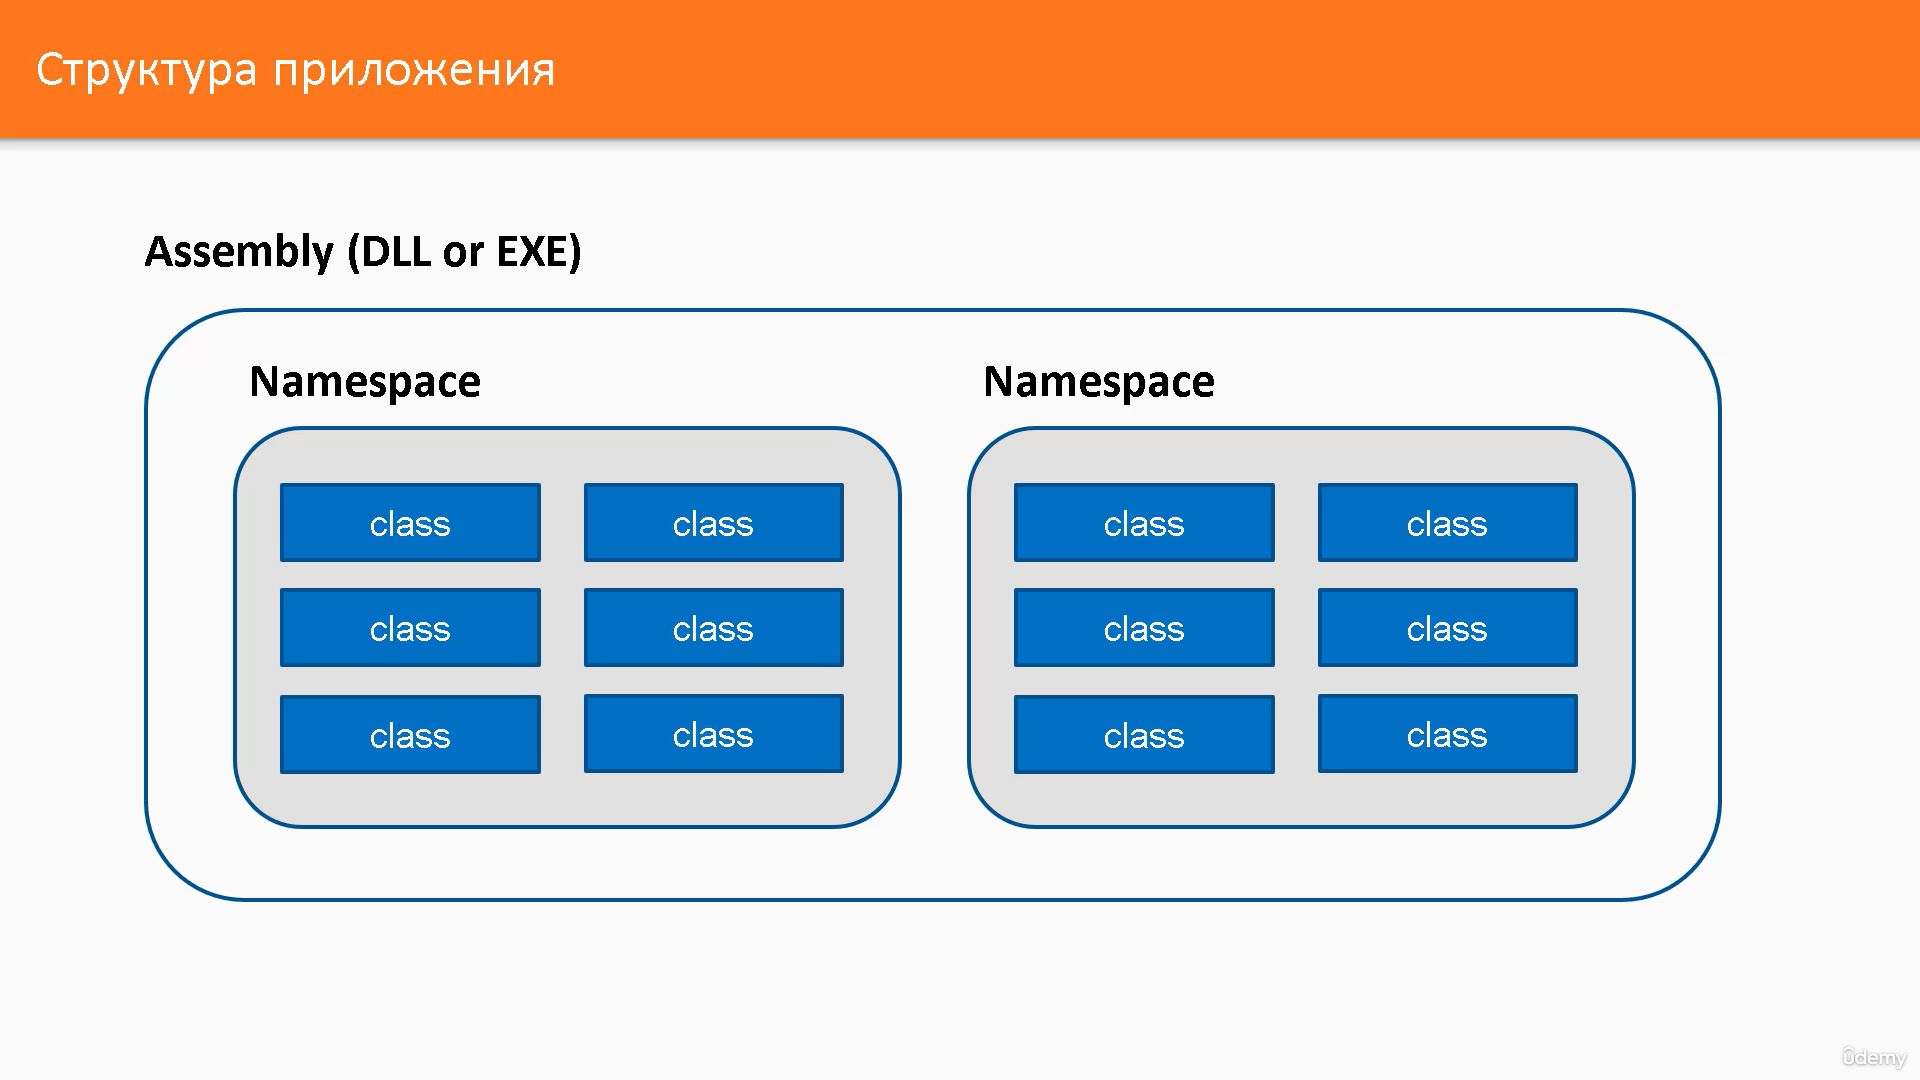 Структура приложения
Assembly (DLL or EXE)
Namespace
class class
class class
class class
Namespace
class class
class class
class class
ûdemy